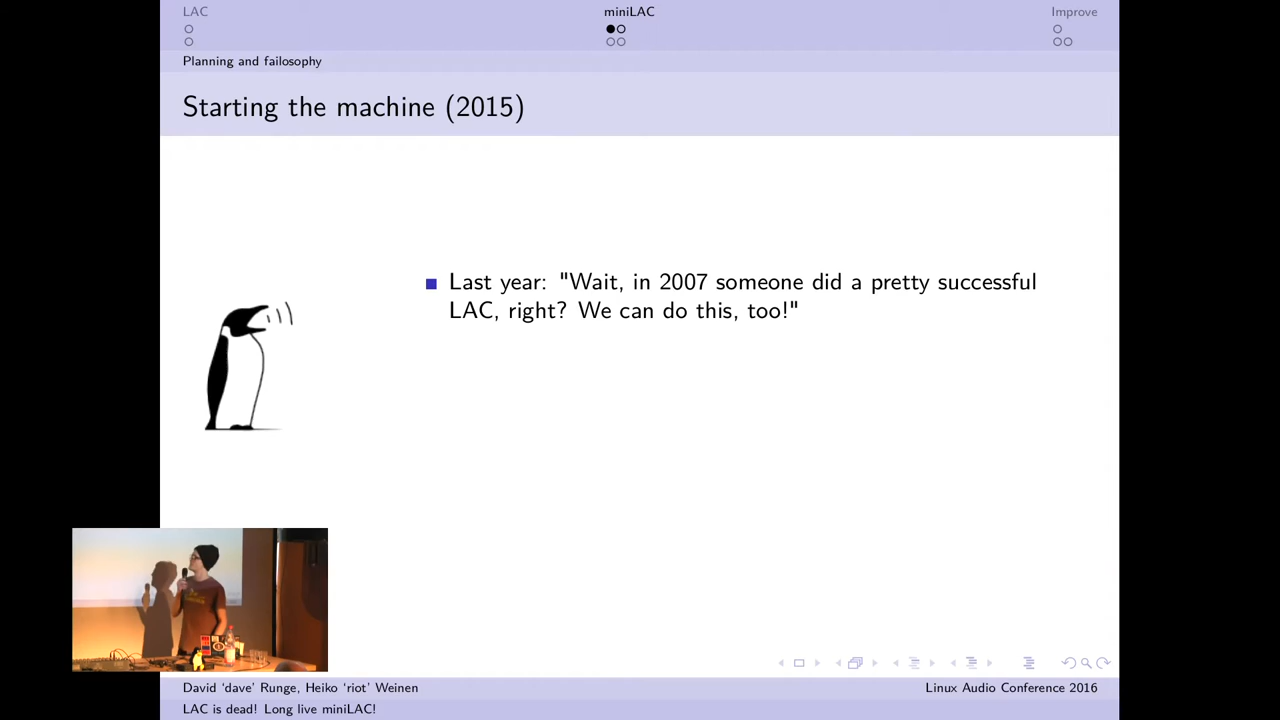 LAC
miniLAC
Improve
Planning and failosophy
Starting the machine (2015)
Last year: "Wait, in 2007 someone did a pretty successful
LAC, right? We can do this, too!"
David ‘dave’ Runge, Heiko ‘riot’ Weinen
Linux Audio Conference 2016
LAC is dead! Long live miniLAC!